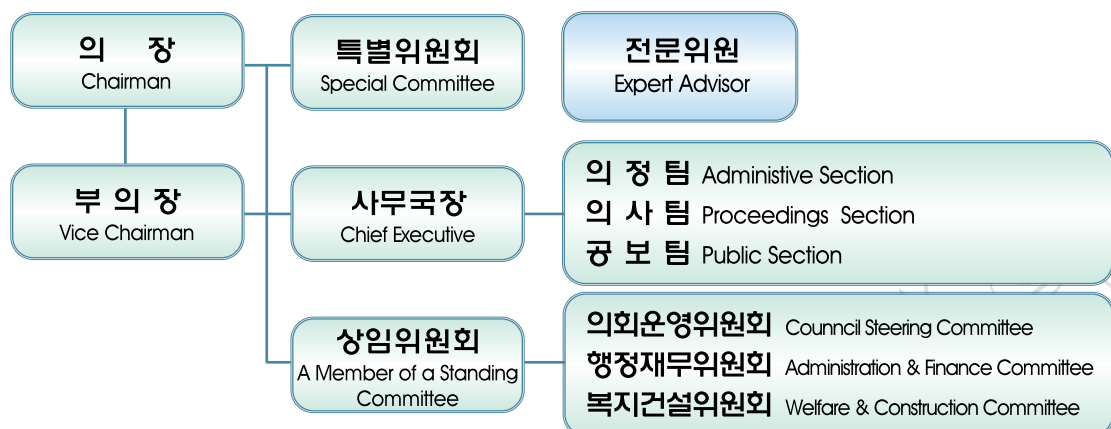 의 장
Chairman
특별위원회
Special Committee
전문위원
Expert Advisor
부 의 장
Vice Chairman
사무국장
Chief Executive
의 정 팀 Administive Section
의 사 팀 Proceedings Section
공 보 팀 Public Section
상임위원회
A Member of a Standing
Committee
의회운영위원회 Counncil Steering Committee
행정재무위원회 Administration & Finance Committee
복지건설위원회 Welfare & Construction Committee